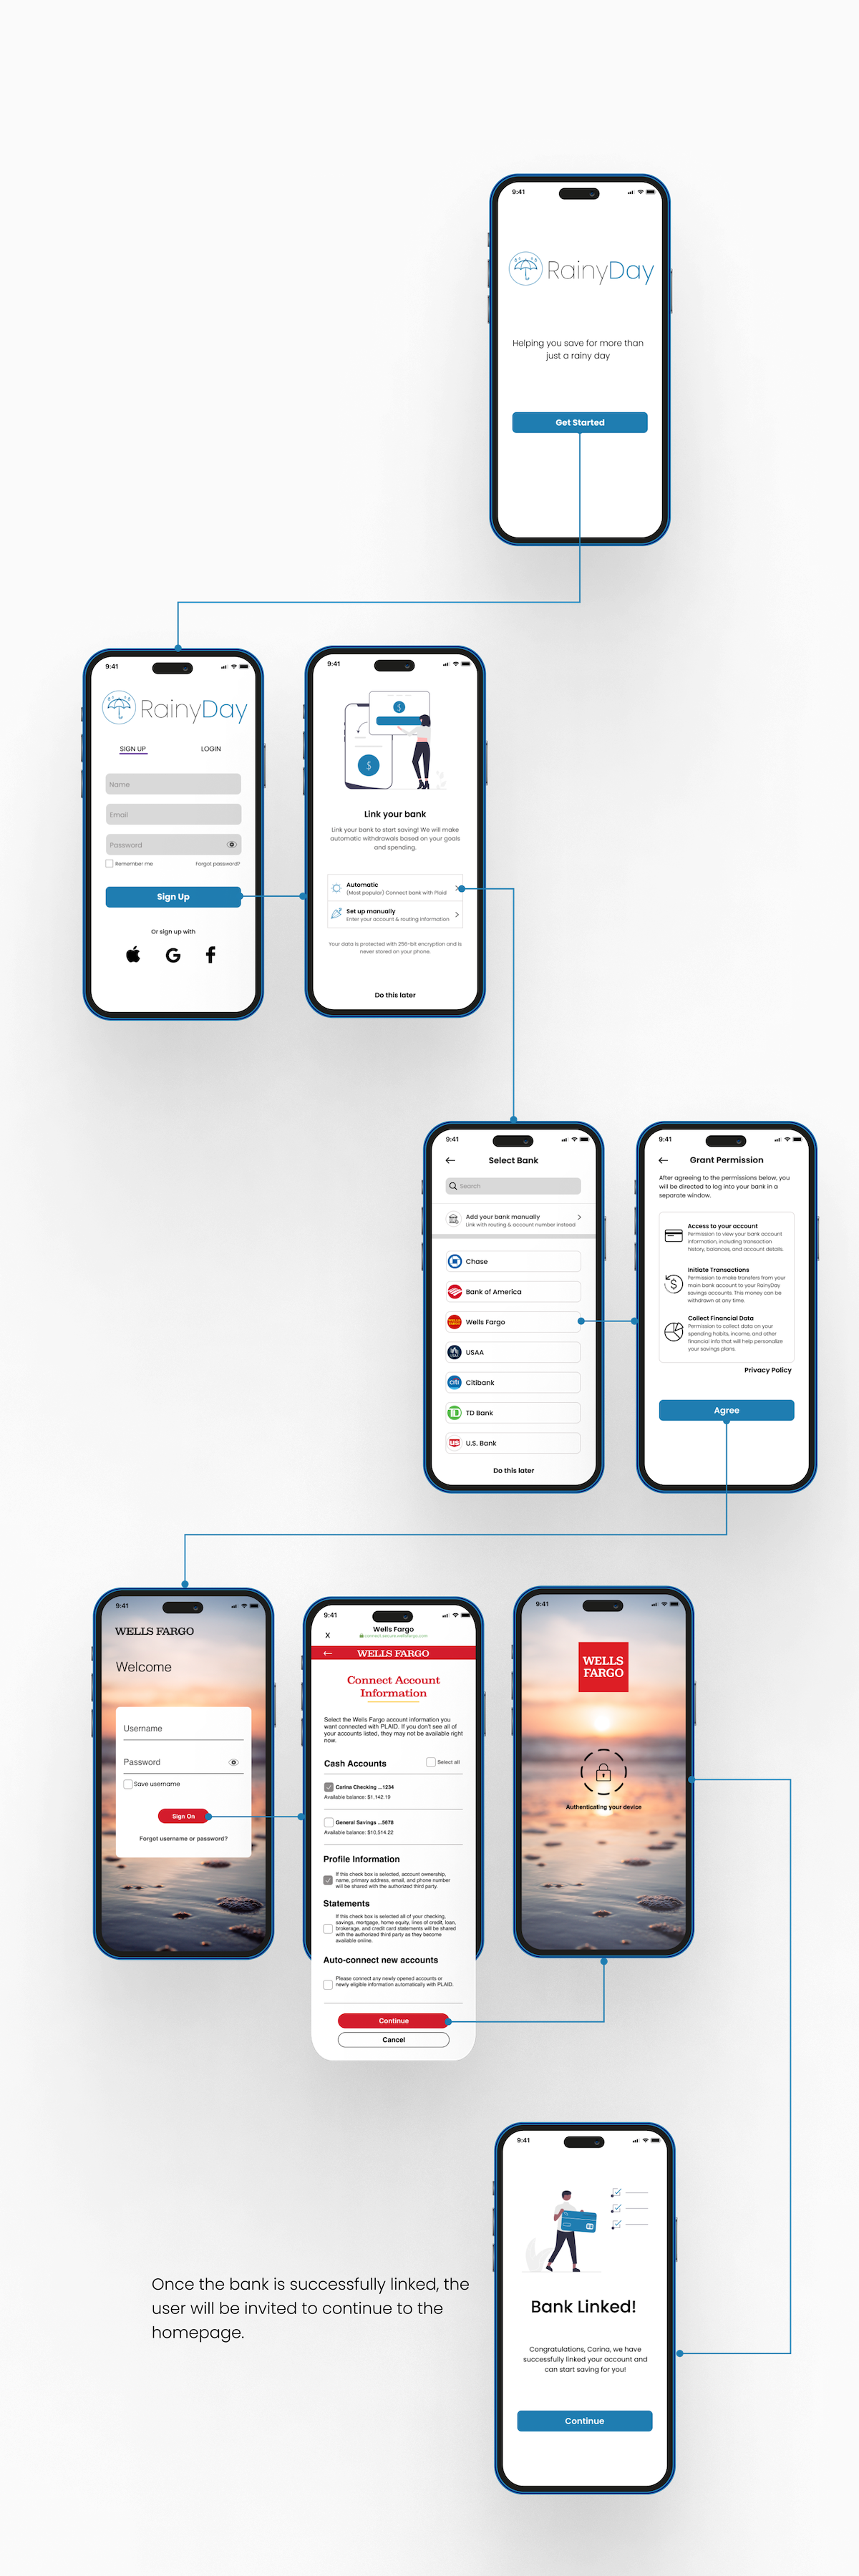 9:41
RainyDay
Helping you save for more than
just a rainy day
Get Started
9:41
RainyDay
SIGN UP LOGIN
Name
Email
Password
Remember me Forgot password?
Sign Up
Or sign up with
9:41
Link your bank
Link your bank to start saving! We will make
automatic withdrawals based on your goals
and spending.
Automatic
(Most popular) Connect bank with Plaid
Set up manually
Enter your account & routing information
Your data is protected with 256-bit encryption and is
never stored on your phone.
Do this later
9:41
Select Bank
Search
Add your bank manually
Link with routing & account number instead
Chase
Bank of America
WELLS FARGO Wells Fargo
USAA
citi Citibank
TD TD Bank
US U.S. Bank
Do this later
9:41
Grant Permission
After agreeing to the permissions below, you
will be directed to log into your bank in a
separate window.
Access to your account
Permission to view your bank account
information, including transaction
history, balances, and account details.
Initiate Transactions
Permission to make transfers from your
main bank account to your RainyDay
savings accounts. This money can be
withdrawn at any time.
Collect Financial Data
Permission to collect data on your
spending habits, income, and other
financial info that will help personalize
your savings plans.
Privacy Policy
Agree
9:41
WELLS FARGO
Welcome
Username
Password
Save username
Sign On
Forgot username or password?
9:41
Wells Fargo
X connect-secure.wellsfargo.com
WELLS FARGO
Connect Account
Information
Select the Wells Fargo account information you
want connected with PLAID. If you don't see all of
your accounts listed, they may not be available right
now.
Cash Accounts Select all
Carina Checking ...1234
Available balance: $1,142.19
General Savings ...5678
Available balance: $10,514.22
Profile Information
If this check box is selected, account ownership,
name, primary address, email, and phone number
will be shared with the authorized third party.
Statements
If this check box is selected all of your checking,
savings, mortgage, home equity, lines of credit, loan,
brokerage, and credit card statements will be shared
with the authorized third party as they become
available online.
Auto-connect new accounts
Please connect any newly opened accounts or
newly eligible information automatically with PLAID.
Continue
Cancel
9:41
WELLS
FARGO
Authenticating your device
Once the bank is successfully linked, the
user will be invited to continue to the
homepage.
9:41
Bank Linked!
Congratulations, Carina, we have
successfully linked your account and
can start saving for you!
Continue